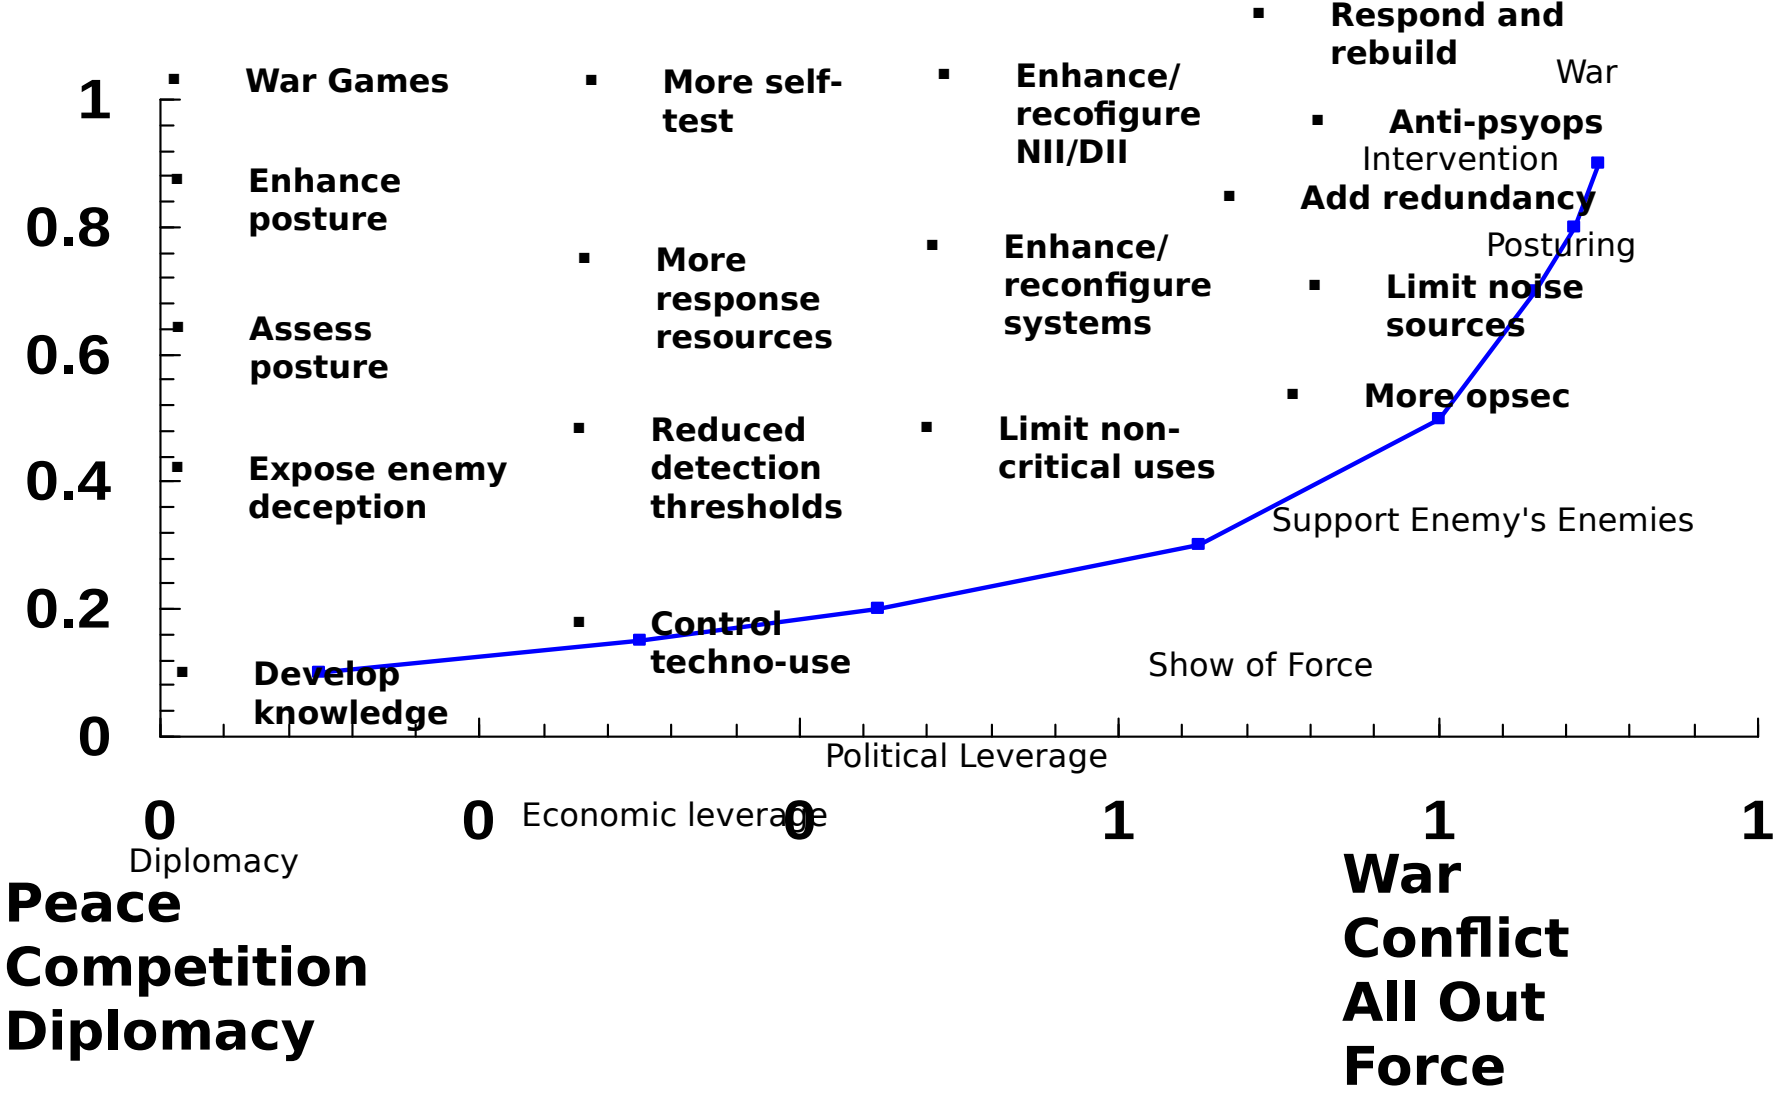 Respond and
rebuild
War
War Games
More self-
test
Enhance/
recofigure
NII/DII
1
Anti-psyops
Intervention
Enhance
posture
Add redundancy
0.8
Posturing
More
response
resources
Enhance/
reconfigure
systems
Limit noise
sources
Assess
posture
0.6
More opsec
Reduced
detection
thresholds
Limit non-
critical uses
Expose enemy
deception
0.4
Support Enemy's Enemies
0.2
Control
techno-use
Show of Force
Develop
knowledge
0
Political Leverage
0 0 Economic leverage 0 1 1 1
Diplomacy
Peace
Competition
Diplomacy
War
Conflict
All Out
Force